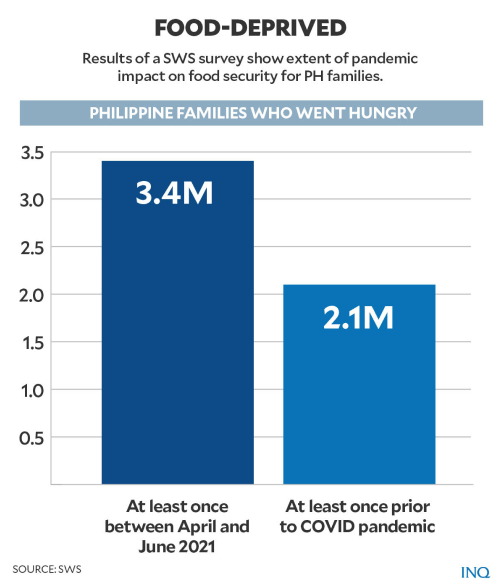 FOOD-DEPRIVED
Results of a SWS survey show extent of pandemic
impact on food security for PH families.
PHILIPPINE FAMILIES WHO WENT HUNGRY
3.5
3.0
2.5
2.0
1.5
1.0
0.5
3.4M
2.1M
At least once
between April and
June 2021
At least once prior
to COVID pandemic
SOURCE: SWS
INQ